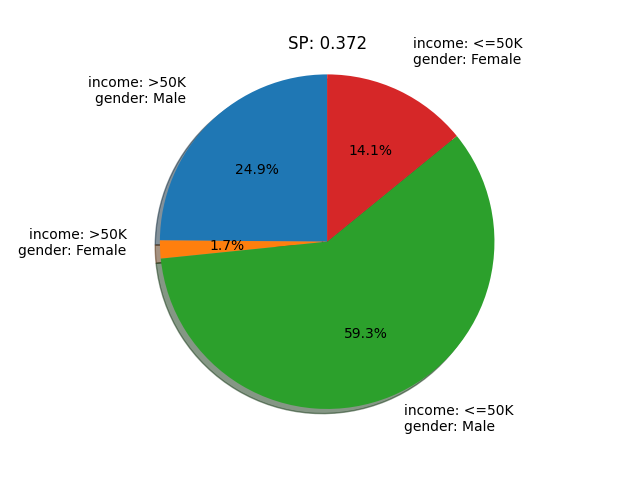 SP: 0.372
income: <=50K
gender: Female
income: >50K
gender: Male
14.1%
24.9%
income: >50K
gender: Female
1.7%
59.3%
income: <=50K
gender: Male